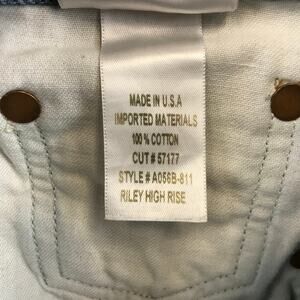 MADE IN U.S.A
IMPORTED MATERIALS
100% COTTON
CUT # 57177
STYLE # A056B-811
RILEY HIGH RISE